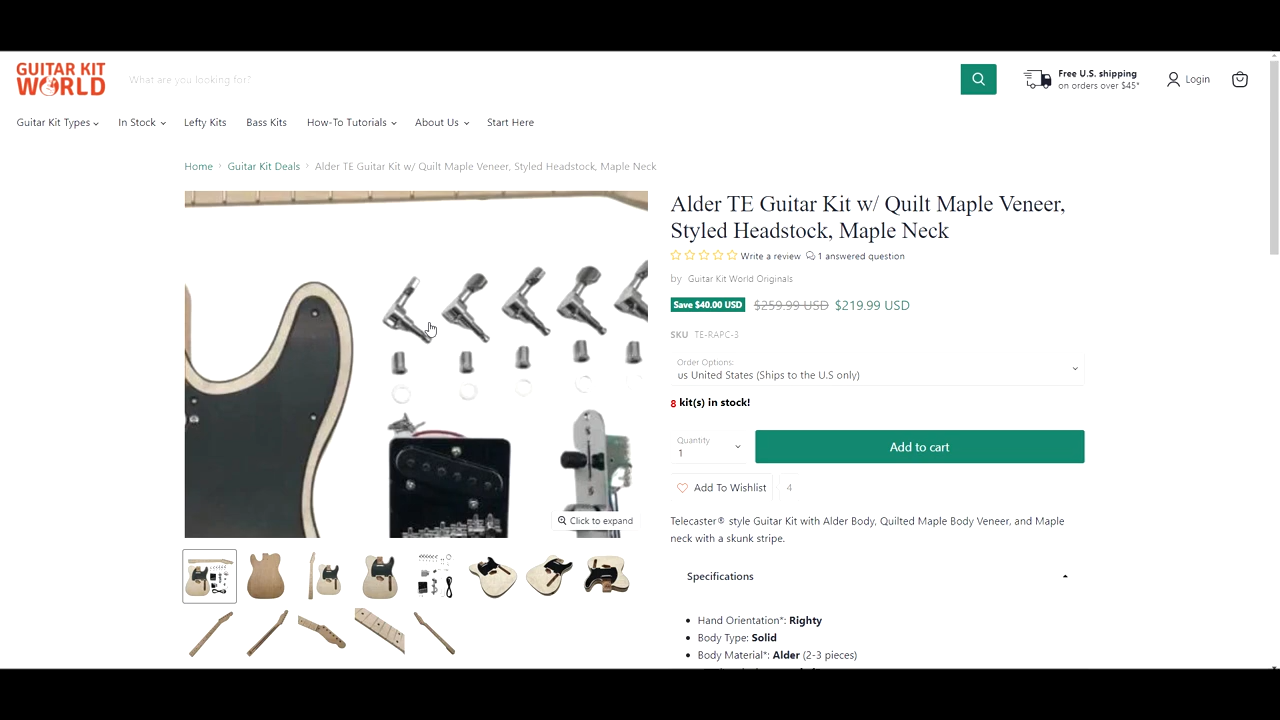 GUITAR KIT
WORLD
What are you looking for?
Free U.S. shipping
on orders over $45*
Login
Guitar Kit Types
In Stock
Lefty Kits
Bass Kits
How-To Tutorials
About Us
Start Here
Home > Guitar Kit Deals > Alder TE Guitar Kit w/ Quilt Maple Veneer, Styled Headstock, Maple Neck
Alder TE Guitar Kit w/ Quilt Maple Veneer,
Styled Headstock, Maple Neck
Write a review 1 answered question
by Guitar Kit World Originals
Save $40.00 USD $259.99 USD $219.99 USD
SKU TE-RAPC-3
Order Options:
us United States (Ships to the U.S only)
8 kit(s) in stock!
Quantity
1
Add to cart
Add To Wishlist 4
Click to expand
Telecaster® style Guitar Kit with Alder Body, Quilted Maple Body Veneer, and Maple
neck with a skunk stripe.
Specifications
• Hand Orientation*: Righty
• Body Type: Solid
• Body Material*: Alder (2-3 pieces)